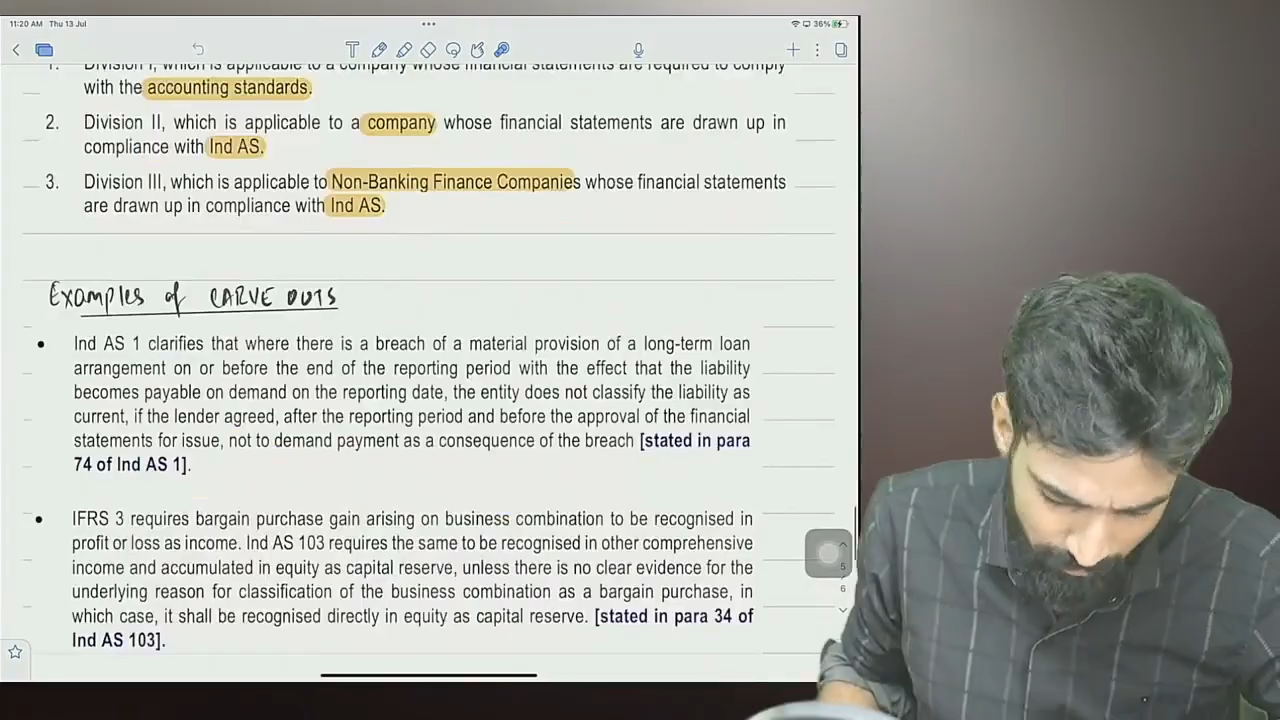 11:20 AM Thu 13 Jul
36%
1. Division I, which is applicable to a company whose financial statements are required to comply
with the accounting standards.
2. Division II, which is applicable to a company whose financial statements are drawn up in
compliance with Ind AS.
3. Division III, which is applicable to Non-Banking Finance Companies whose financial statements
are drawn up in compliance with Ind AS.
Examples of CARVE OUTS
• Ind AS 1 clarifies that where there is a breach of a material provision of a long-term loan
arrangement on or before the end of the reporting period with the effect that the liability
becomes payable on demand on the reporting date, the entity does not classify the liability as
current, if the lender agreed, after the reporting period and before the approval of the financial
statements for issue, not to demand payment as a consequence of the breach [stated in para
74 of Ind AS 1].
• IFRS 3 requires bargain purchase gain arising on business combination to be recognised in
profit or loss as income. Ind AS 103 requires the same to be recognised in other comprehensive
income and accumulated in equity as capital reserve, unless there is no clear evidence for the
underlying reason for classification of the business combination as a bargain purchase, in
which case, it shall be recognised directly in equity as capital reserve. [stated in para 34 of
Ind AS 103].
5
6